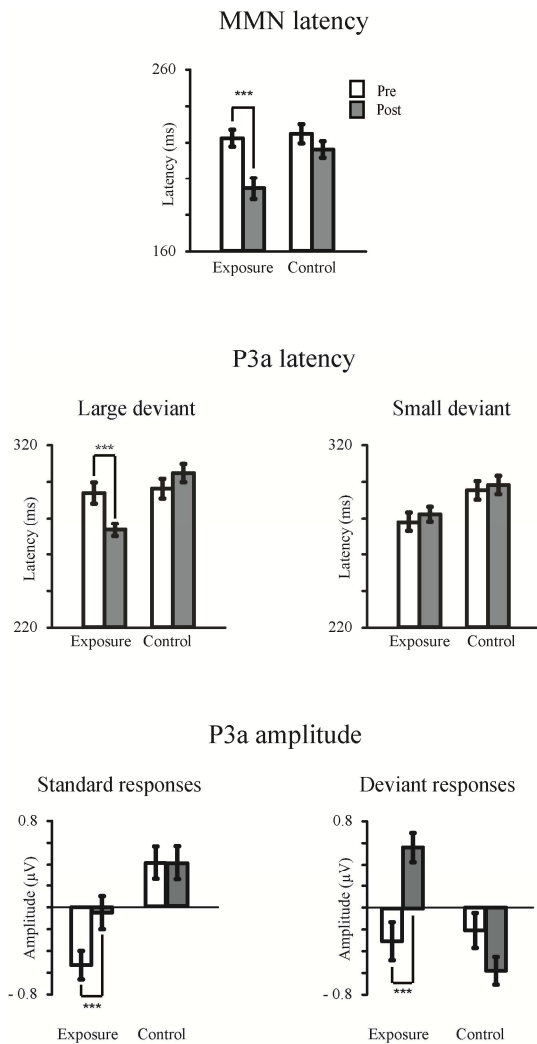 MMN latency
260
***
Pre
Post
Latency (ms)
160
Exposure Control
P3a latency
Large deviant
Small deviant
320
***
Latency (ms)
220
Exposure Control
320
Latency (ms)
220
Exposure Control
P3a amplitude
Standard responses
Deviant responses
0.8
Amplitude (µV)
- 0.8
***
Exposure Control
0.8
Amplitude (µV)
- 0.8
***
Exposure Control